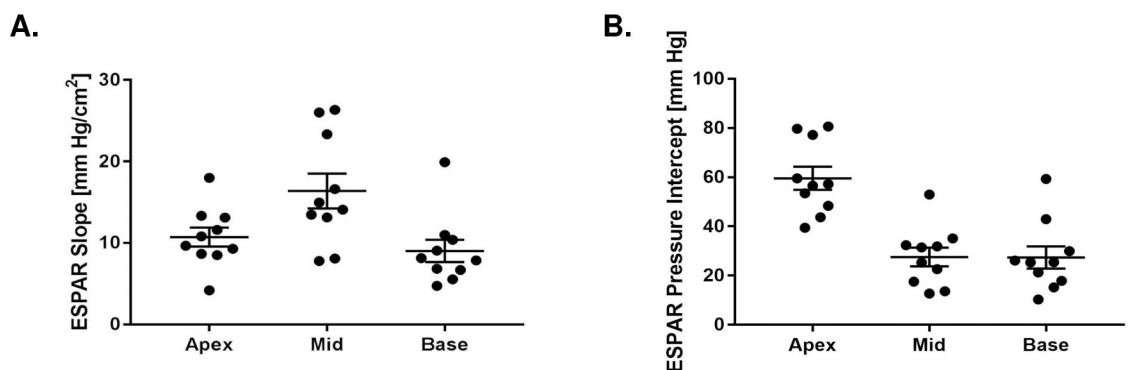 A.
ESPAR Slope [mm Hg/cm²]
30
20
10
0
Apex Mid Base
B.
ESPAR Pressure Intercept [mm Hg]
100
80
60
40
20
0
Apex Mid Base